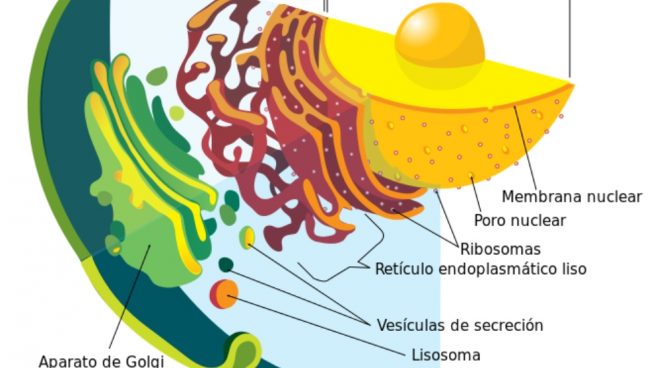 Membrana nuclear
Poro nuclear
Ribosomas
Retículo endoplasmático liso
Vesículas de secreción
Lisosoma
Aparato de Golgi